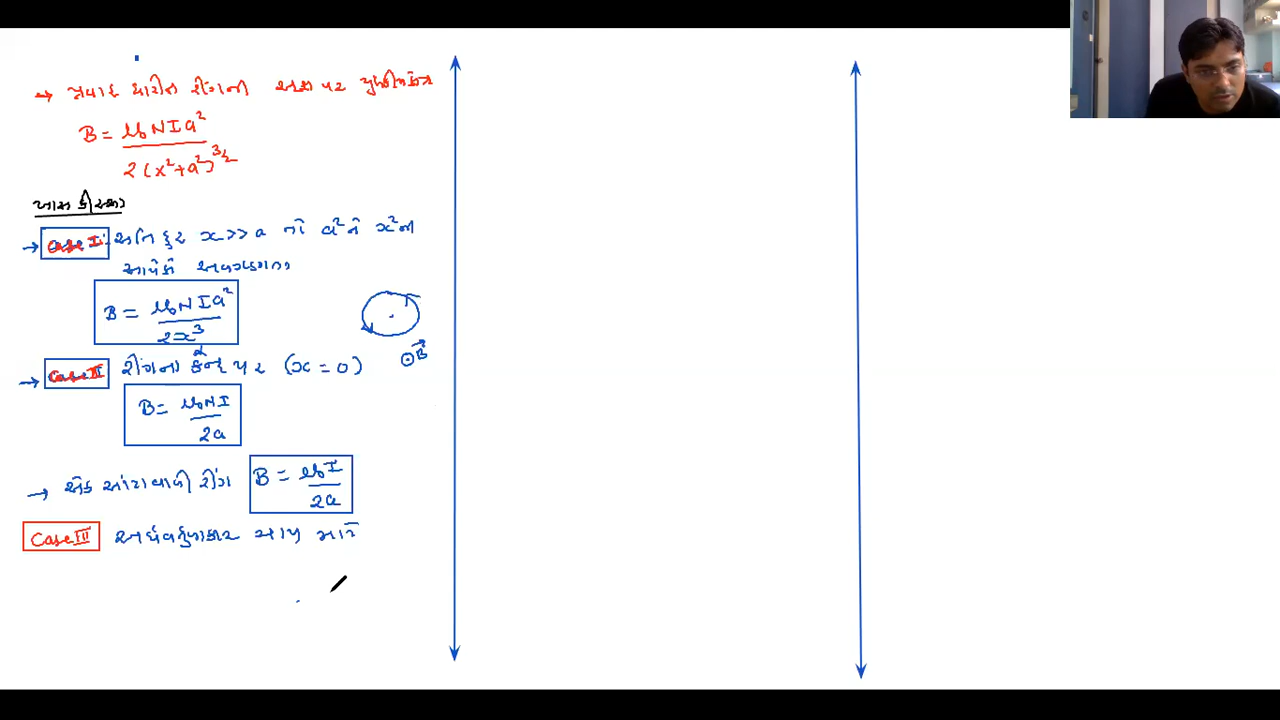 → પ્રવાહ ધારીત રીંગની અક્ષ પર ચુંબકીયક્ષેત્ર
B = μ₀NIa² / 2(x²+a²)^3/2
ખાસ કીસ્સા
→ Case I : અતિ દુર x>>a તો a² ને x² ની
સાપેક્ષે અવગણતા
B = μ₀NIa² / 2x³
→ Case II રીંગના કેન્દ્ર પર (x = 0)
B⃗
B = μ₀NI / 2a
→ એક આંટાવાળી રીંગ B = μ₀I / 2a
Case III અર્ધવર્તુળાકાર ચાપ માટે